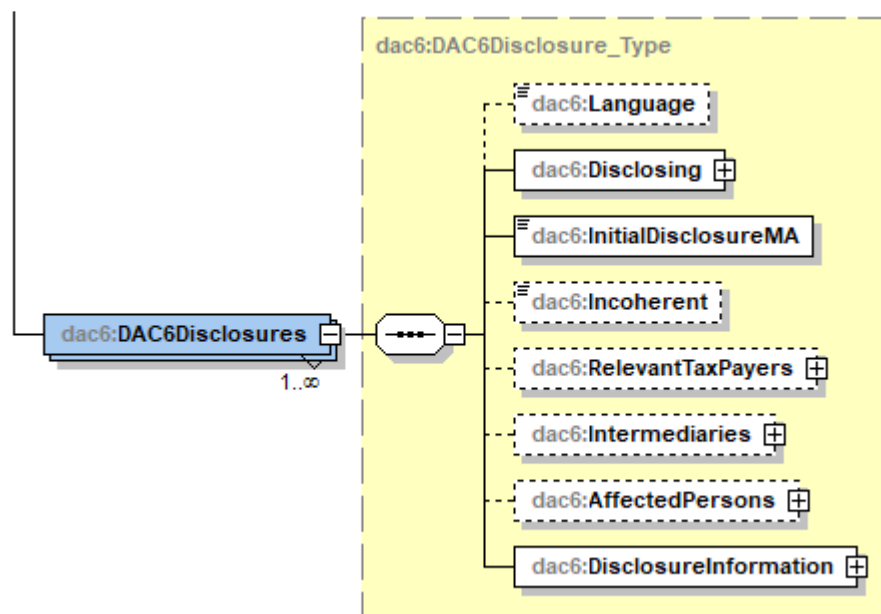 dac6:DAC6Disclosure_Type
dac6:Language
dac6:Disclosing
dac6:InitialDisclosureMA
dac6:Incoherent
dac6:DAC6Disclosures
1..∞
dac6:RelevantTaxPayers
dac6:Intermediaries
dac6:AffectedPersons
dac6:DisclosureInformation